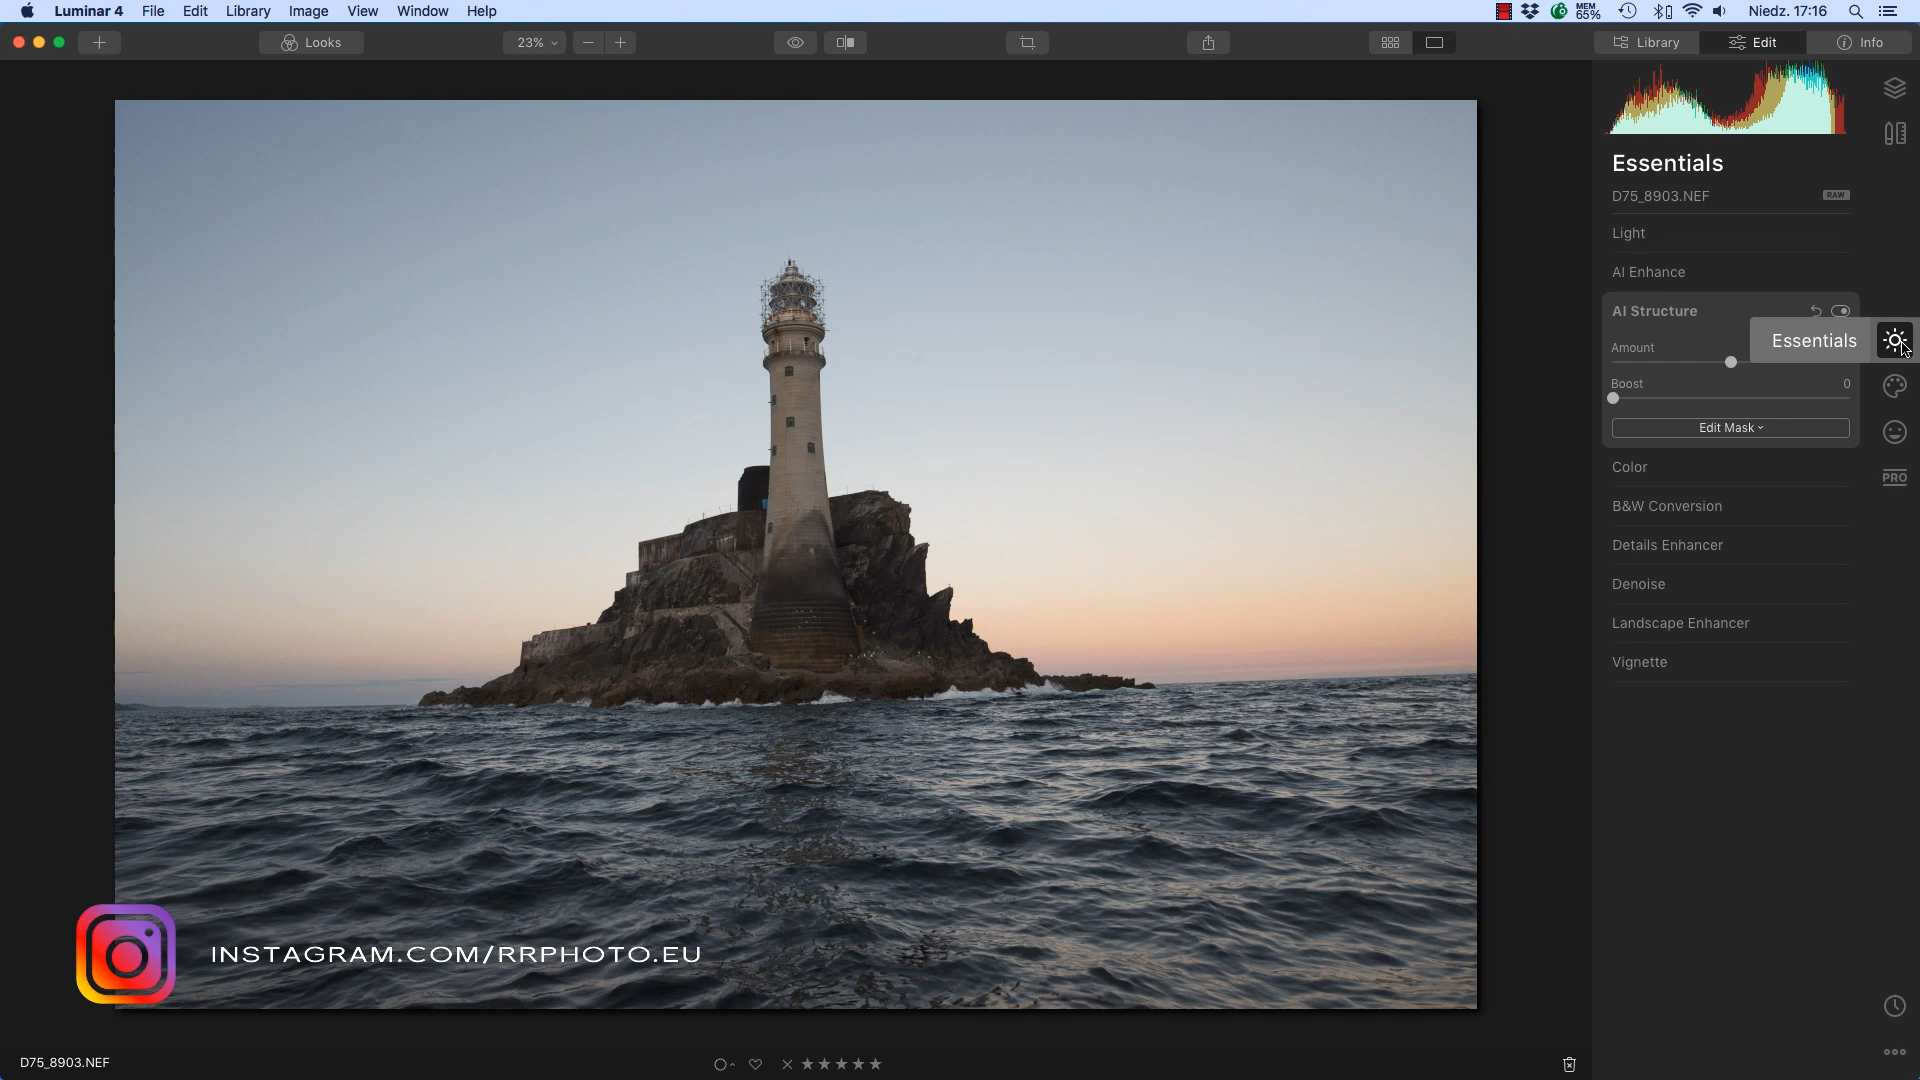 Luminar 4 File Edit Library Image View Window Help MEM 65% Niedz. 17:16
Looks 23% Library Edit Info
Essentials
D75_8903.NEF RAW
Light
AI Enhance
AI Structure
Essentials
Amount
Boost 0
Edit Mask
Color
B&W Conversion
PRO
Details Enhancer
Denoise
Landscape Enhancer
Vignette
INSTAGRAM.COM/RRPHOTO.EU
D75_8903.NEF